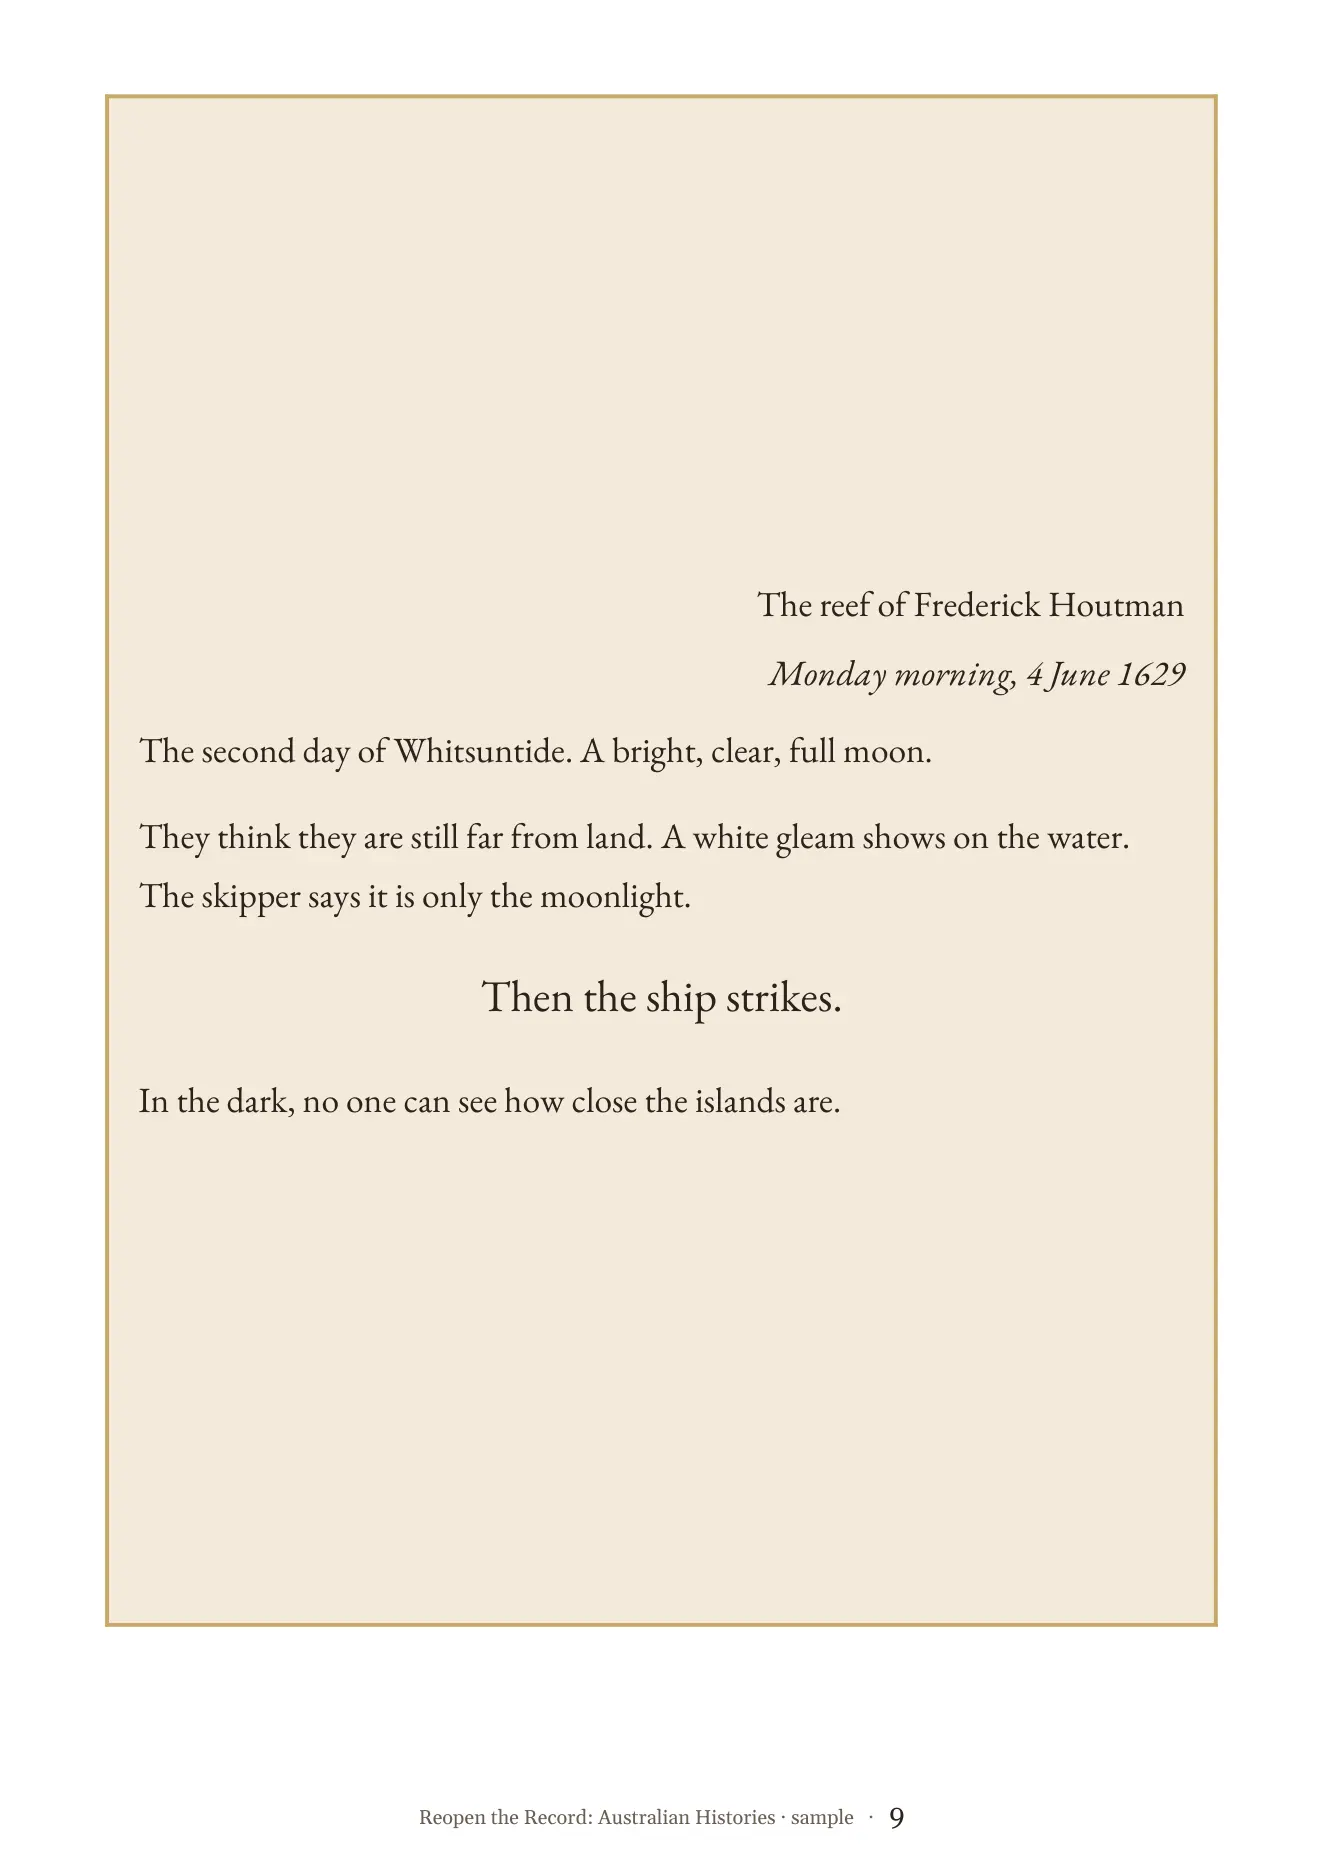 The reef of Frederick Houtman
Monday morning, 4 June 1629
The second day of Whitsuntide. A bright, clear, full moon.
They think they are still far from land. A white gleam shows on the water.
The skipper says it is only the moonlight.
Then the ship strikes.
In the dark, no one can see how close the islands are.
Reopen the Record: Australian Histories · sample · 9